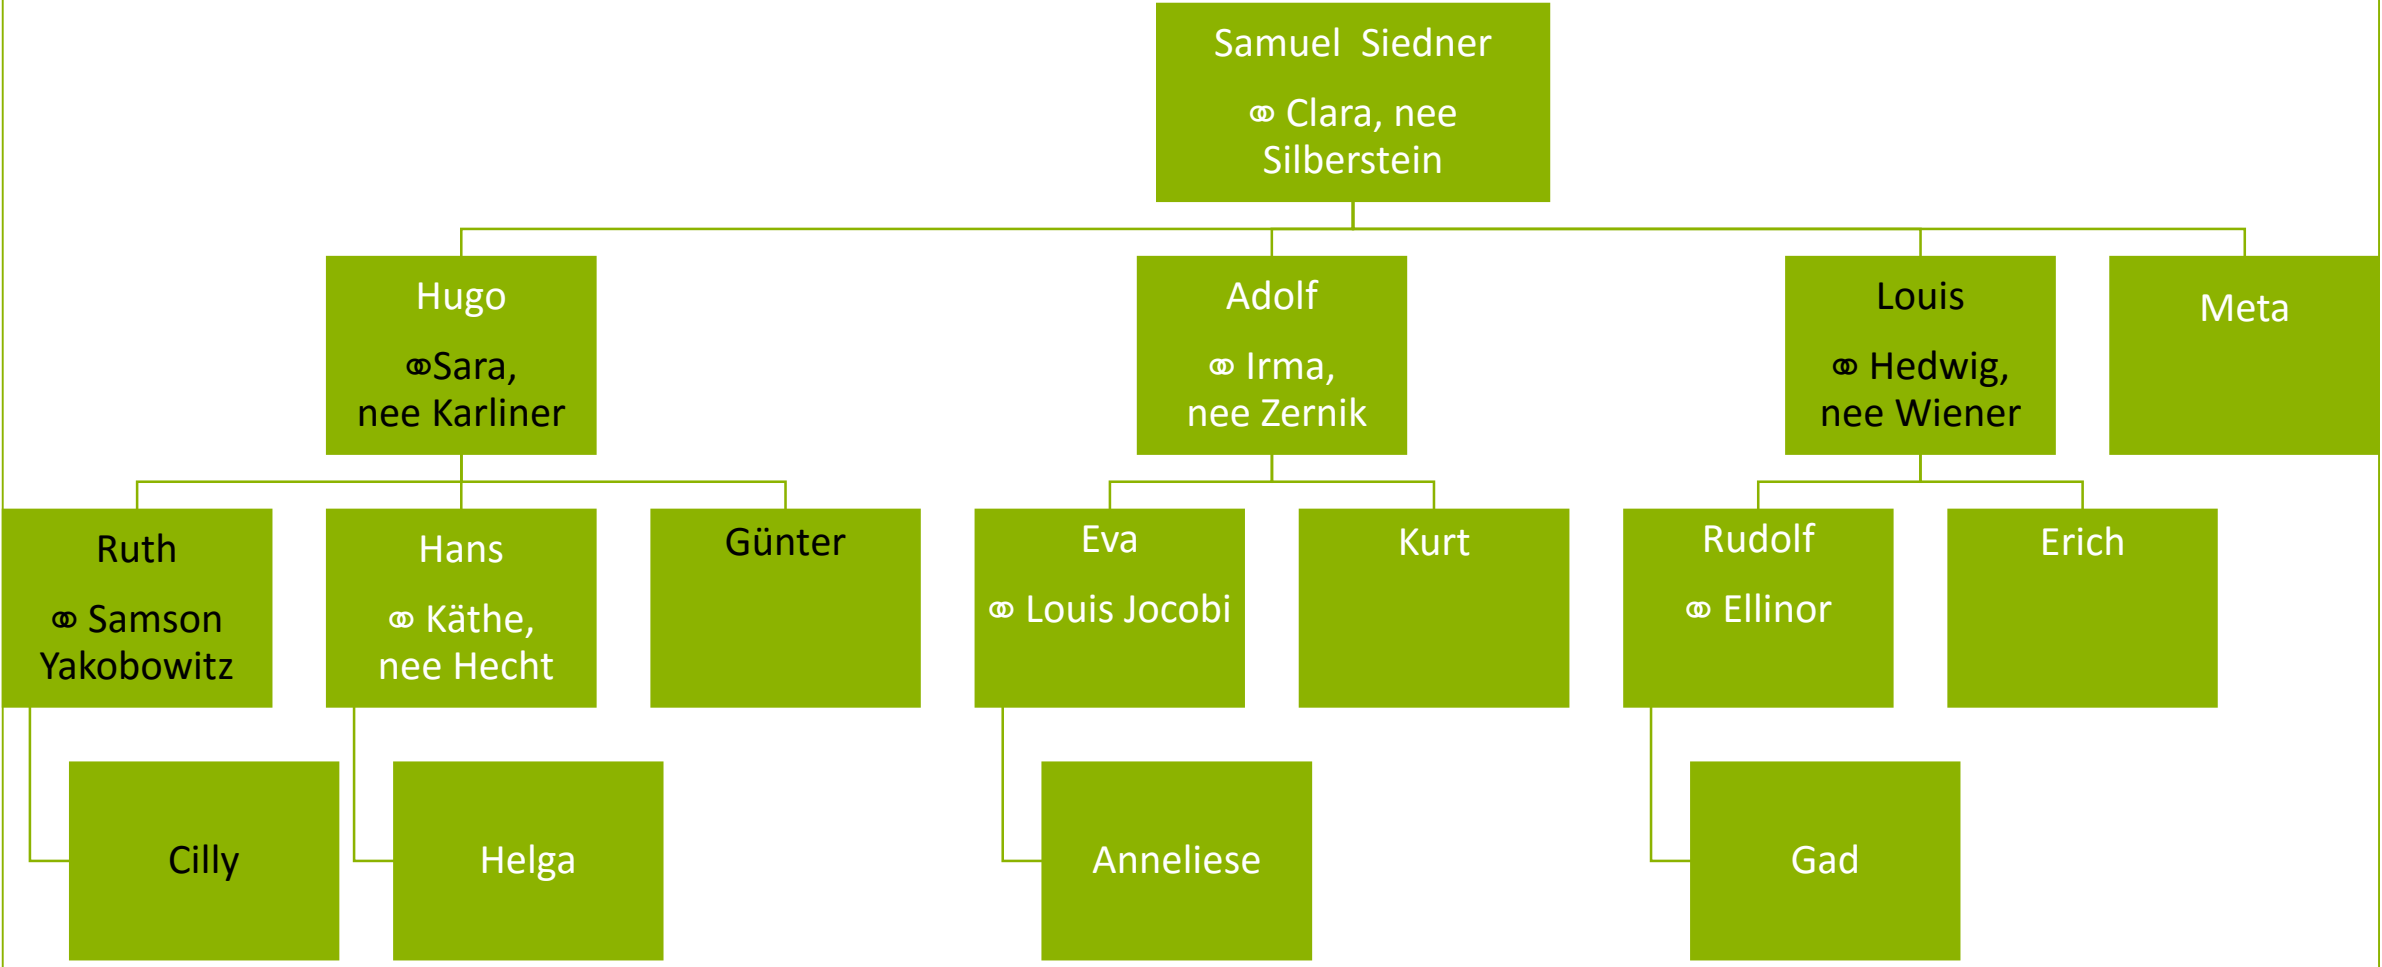 Samuel  Siedner
⚭ Clara, nee
Silberstein
Hugo
⚭Sara,
nee Karliner
Adolf
⚭ Irma,
nee Zernik
Louis
⚭ Hedwig,
nee Wiener
Meta
Ruth
⚭ Samson
Yakobowitz
Hans
⚭ Käthe,
nee Hecht
Günter
Eva
⚭ Louis Jocobi
Kurt
Rudolf
⚭ Ellinor
Erich
Cilly
Helga
Anneliese
Gad